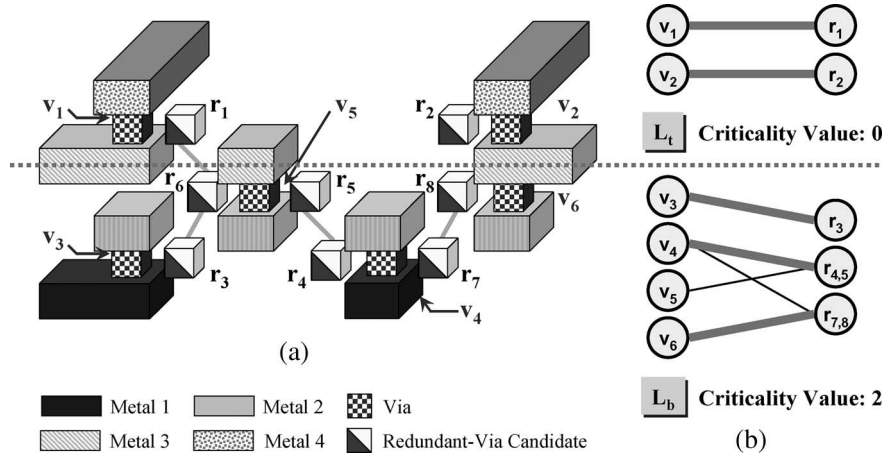 v1
r1
r2
v5
v2
r6
r5
r8
v6
v3
r3
r4
r7
v4
(a)
Metal 1
Metal 2
Via
Metal 3
Metal 4
Redundant-Via Candidate
v1
r1
v2
r2
Lt Criticality Value: 0
v3
r3
v4
r4,5
v5
r7,8
v6
Lb Criticality Value: 2
(b)